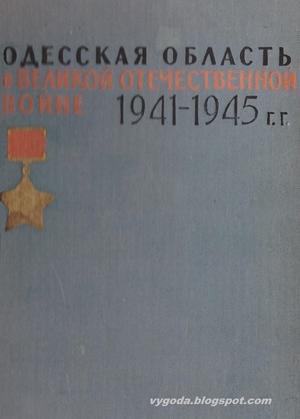 ОДЕССКАЯ ОБЛАСТЬ
В ВЕЛИКОЙ ОТЕЧЕСТВЕННОЙ
ВОЙНЕ 1941-1945 г.г.
vygoda.blogspot.com